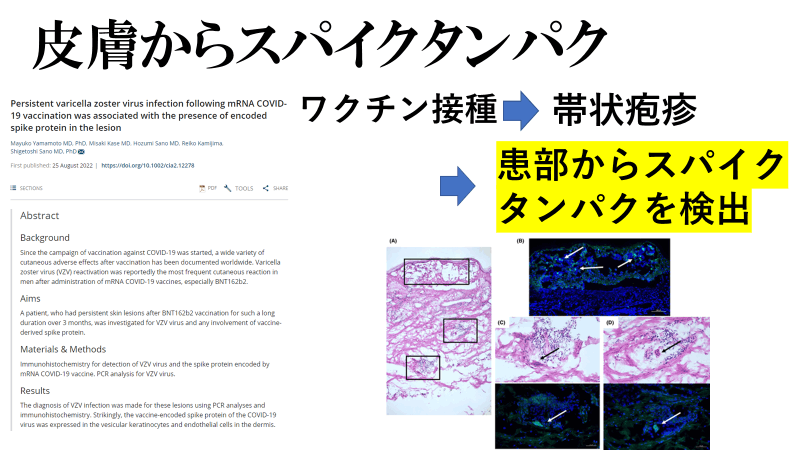 皮膚からスパイクタンパク
Persistent varicella zoster virus infection following mRNA COVID-
19 vaccination was associated with the presence of encoded
spike protein in the lesion
Mayuko Yamamoto MD, PhD, Misaki Kase MD, Hozumi Sano MD, Reiko Kamijima,
Shigetoshi Sano MD, PhD
First published: 25 August 2022 | https://doi.org/10.1002/cia2.12278
SECTIONS PDF TOOLS SHARE
Abstract
Background
Since the campaign of vaccination against COVID-19 was started, a wide variety of
cutaneous adverse effects after vaccination has been documented worldwide. Varicella
zoster virus (VZV) reactivation was reportedly the most frequent cutaneous reaction in
men after administration of mRNA COVID-19 vaccines, especially BNT162b2.
Aims
A patient, who had persistent skin lesions after BNT162b2 vaccination for such a long
duration over 3 months, was investigated for VZV virus and any involvement of vaccine-
derived spike protein.
Materials & Methods
Immunohistochemistry for detection of VZV virus and the spike protein encoded by
mRNA COVID-19 vaccine. PCR analysis for VZV virus.
Results
The diagnosis of VZV infection was made for these lesions using PCR analyses and
immunohistochemistry. Strikingly, the vaccine-encoded spike protein of the COVID-19
virus was expressed in the vesicular keratinocytes and endothelial cells in the dermis.
ワクチン接種
帯状疱疹
患部からスパイク
タンパクを検出
(A)
(B)
(C)
(D)